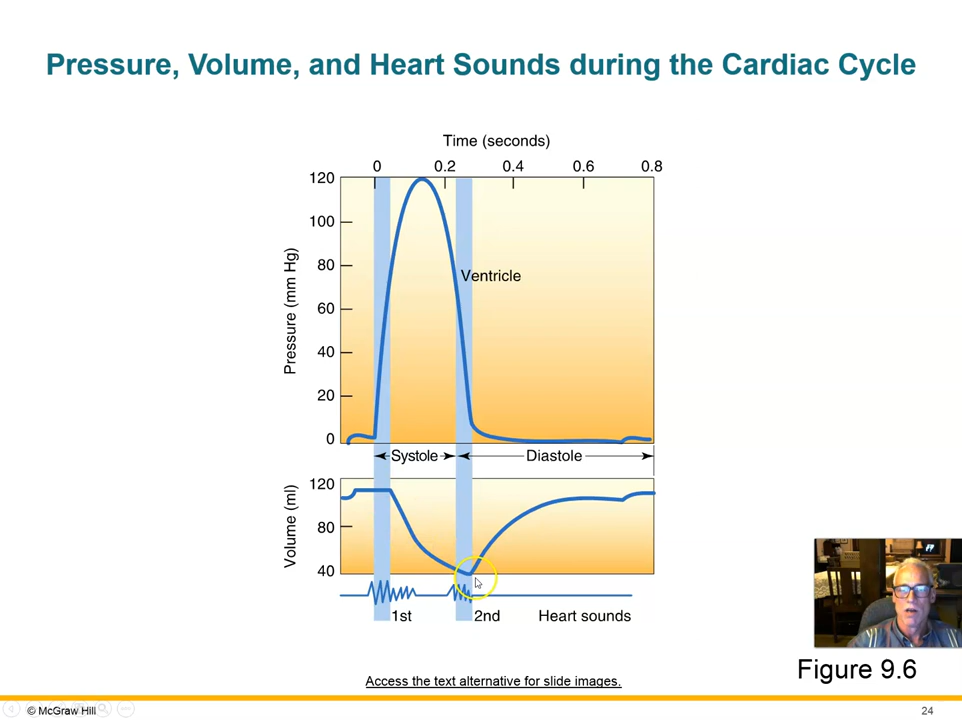 Pressure, Volume, and Heart Sounds during the Cardiac Cycle
Time (seconds)
0 0.2 0.4 0.6 0.8
Pressure (mm Hg)
120
100
80
60
40
20
0
Ventricle
Systole Diastole
Volume (ml)
120
80
40
1st 2nd Heart sounds
Figure 9.6
Access the text alternative for slide images.
© McGraw Hill 24